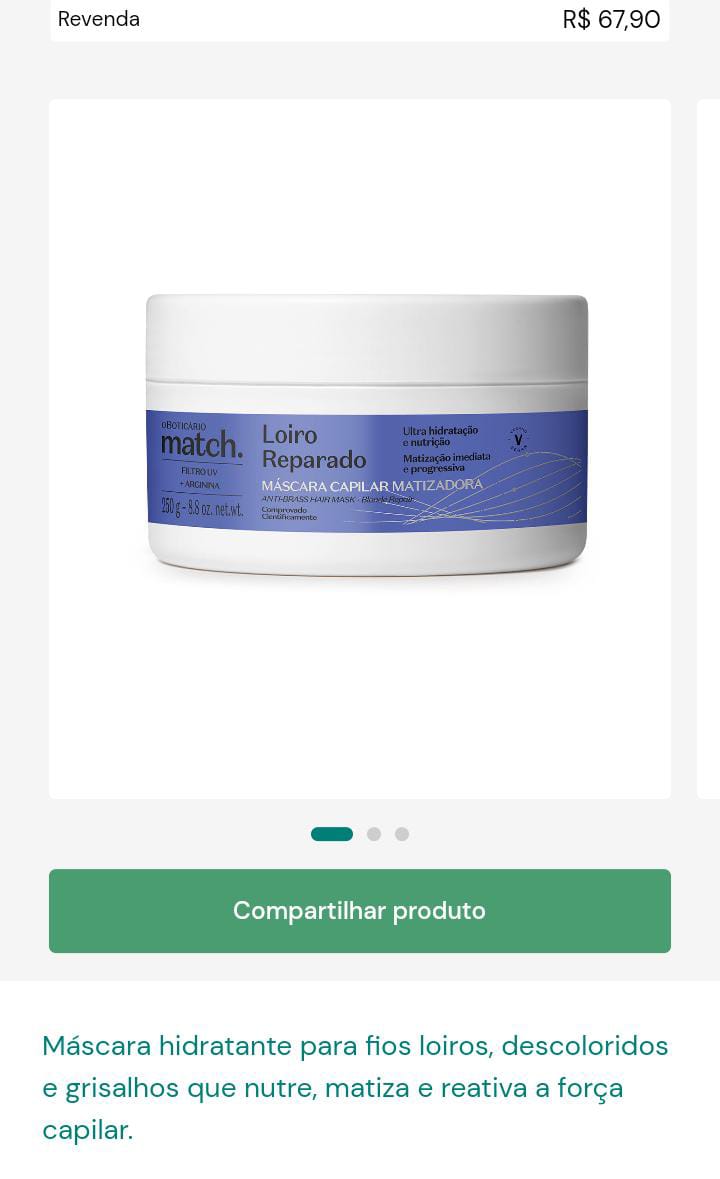 Revenda
R$ 67,90
oBOTICÁRIO
match.
FILTRO UV
+ ARGININA
250 g - 8.8 oz. net.wt.
Loiro
Reparado
MÁSCARA CAPILAR MATIZADORA
ANTI-BRASS HAIR MASK - Blonde Repair
Comprovado
Cientificamente
Ultra hidratação
e nutrição
Matização imediata
e progressiva
V
Compartilhar produto
Máscara hidratante para fios loiros, descoloridos
e grisalhos que nutre, matiza e reativa a força
capilar.